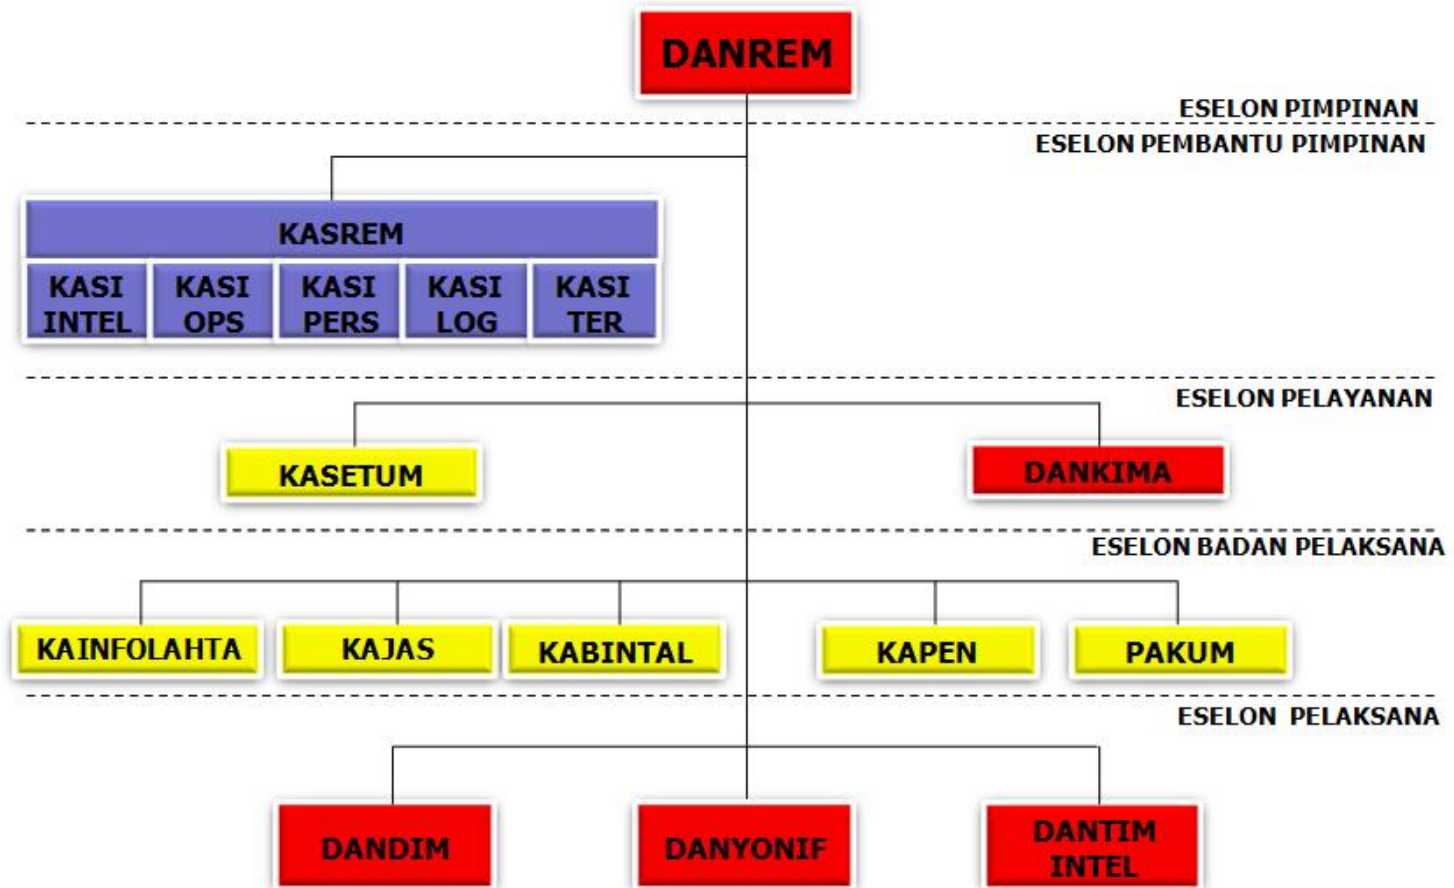 DANREM
ESELON PIMPINAN
ESELON PEMBANTU PIMPINAN
KASREM
KASI
INTEL
KASI
OPS
KASI
PERS
KASI
LOG
KASI
TER
ESELON PELAYANAN
KASETUM
DANKIMA
ESELON BADAN PELAKSANA
KAINFOLAHTA
KAJAS
KABINTAL
KAPEN
PAKUM
ESELON PELAKSANA
DANDIM
DANYONIF
DANTIM
INTEL